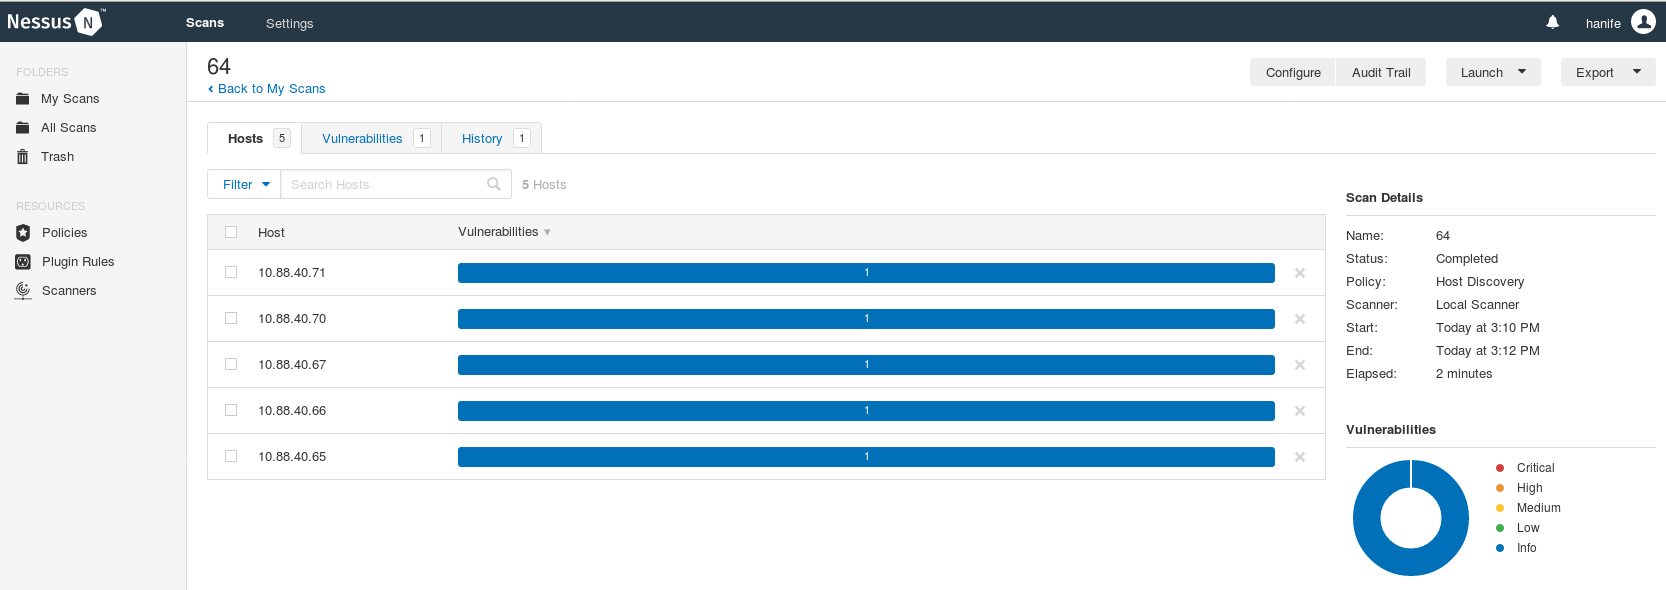 Nessus N ™ Scans Settings hanife
FOLDERS
My Scans
All Scans
Trash
RESOURCES
Policies
Plugin Rules
Scanners
64
Back to My Scans
Configure Audit Trail Launch Export
Hosts 5 Vulnerabilities 1 History 1
Filter Search Hosts 5 Hosts
Host Vulnerabilities
10.88.40.71 1
10.88.40.70 1
10.88.40.67 1
10.88.40.66 1
10.88.40.65 1
Scan Details
Name: 64
Status: Completed
Policy: Host Discovery
Scanner: Local Scanner
Start: Today at 3:10 PM
End: Today at 3:12 PM
Elapsed: 2 minutes
Vulnerabilities
Critical
High
Medium
Low
Info